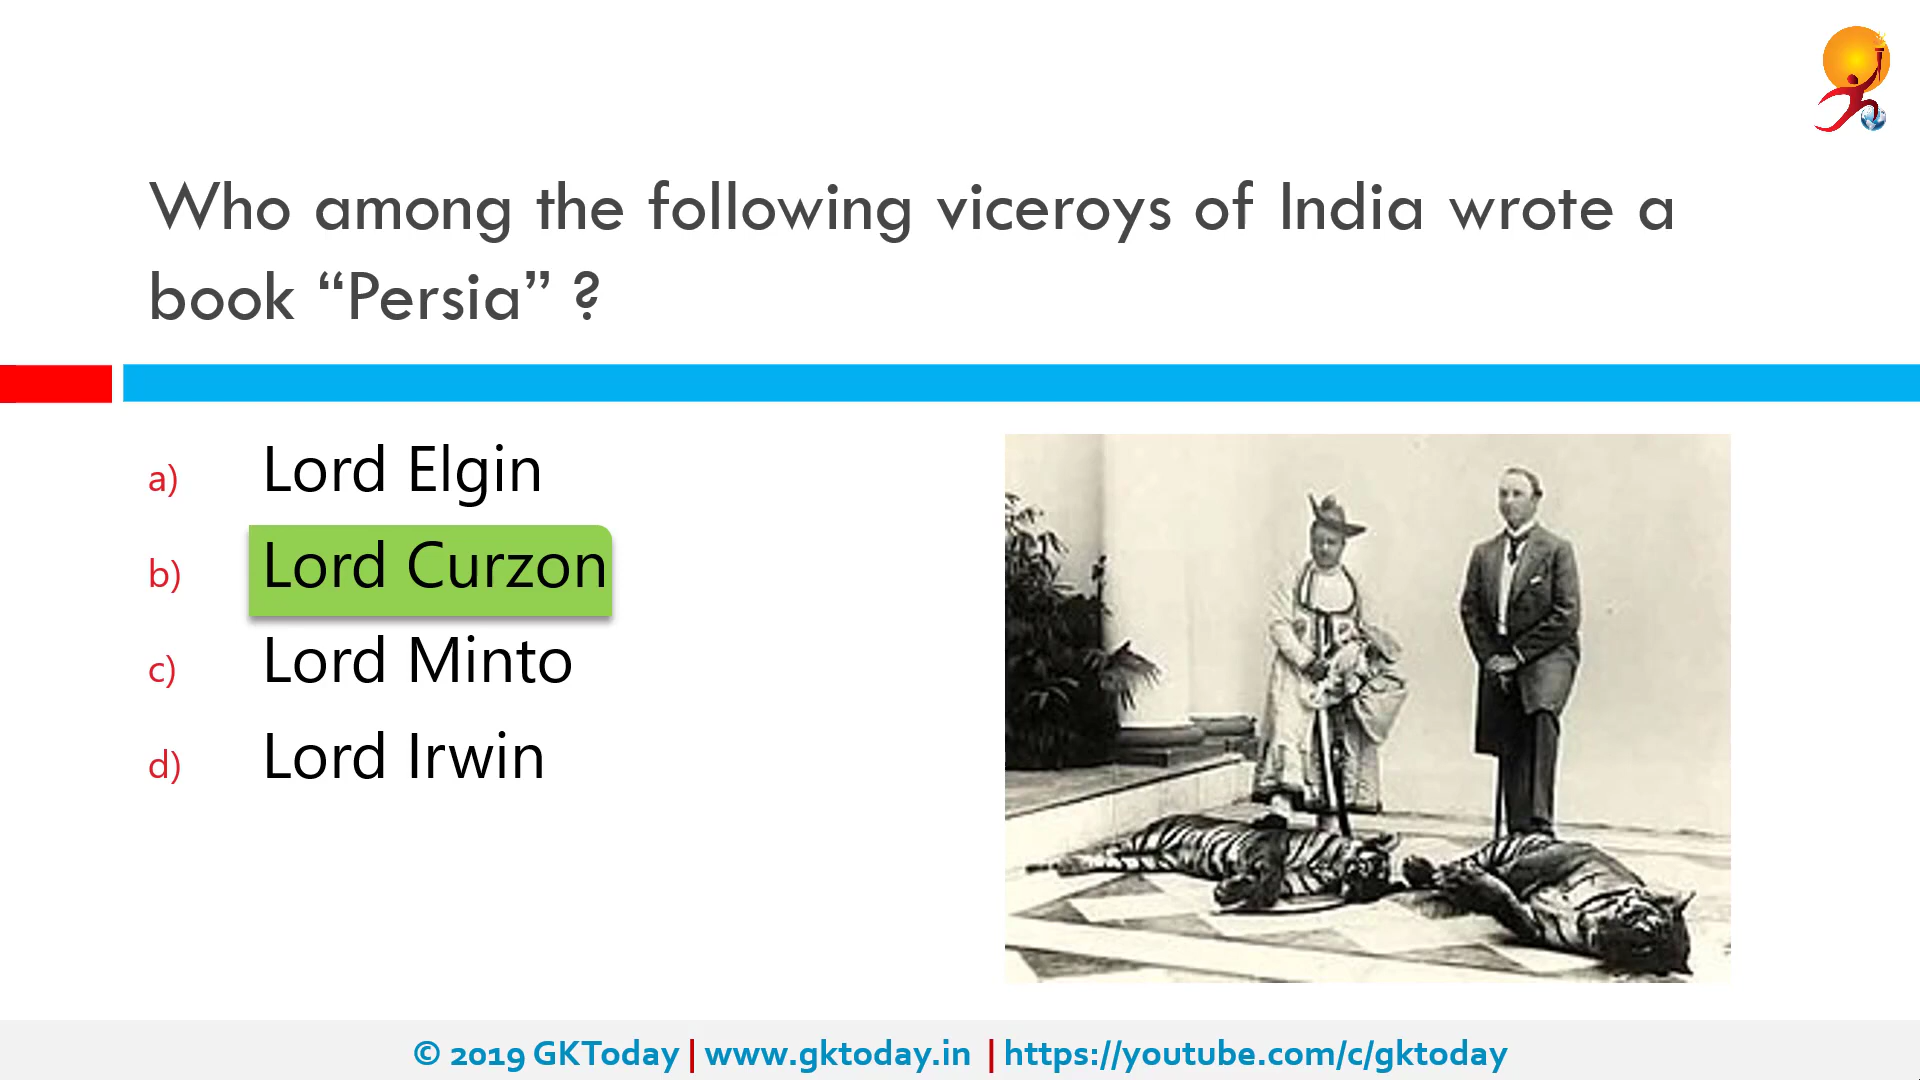 Who among the following viceroys of India wrote a
book “Persia” ?
a) Lord Elgin
b) Lord Curzon
c) Lord Minto
d) Lord Irwin
© 2019 GKToday | www.gktoday.in | https://youtube.com/c/gktoday